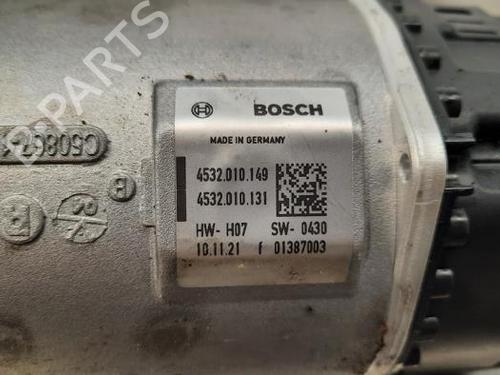 B-PARTS
BOSCH
MADE IN GERMANY
4532.010.149
4532.010.131
HW- H07 SW- 0430
10.11.21 f 01387003
B
R
04